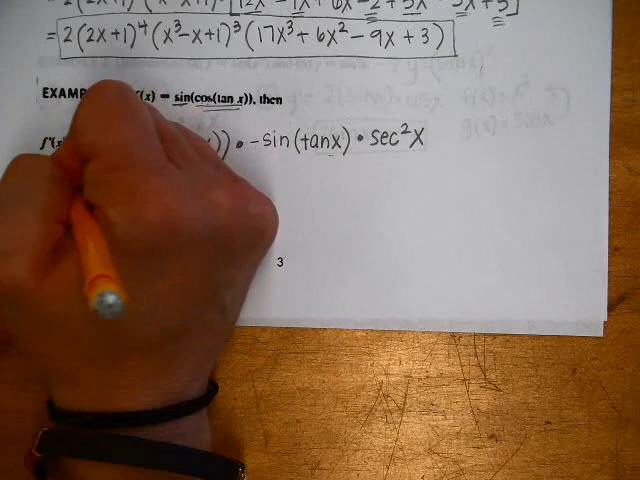 = 2(2x+1)⁴(x³-x+1)³(17x³+6x²-9x+3)
EXAMP (x) = sin(cos(tan x)), then
f'(x )) • -sin(tanx) • sec²x
3